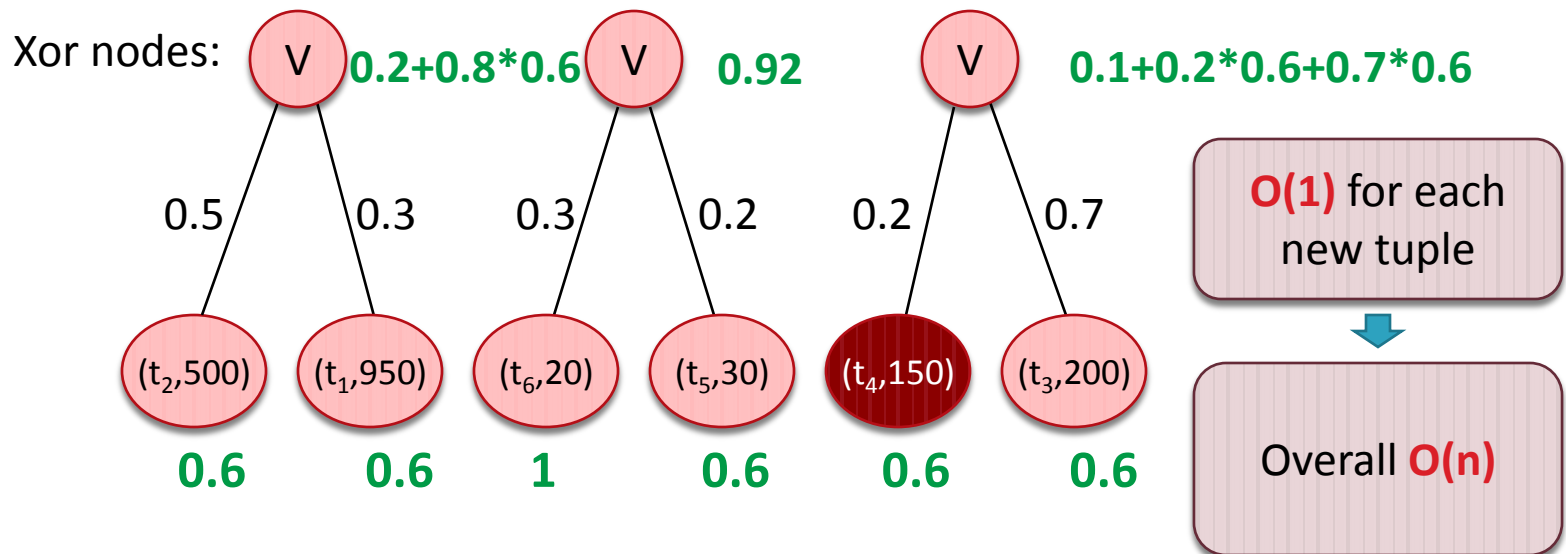 Xor nodes:
V
0.2+0.8*0.6
V
0.92
V
0.1+0.2*0.6+0.7*0.6
0.5
0.3
0.3
0.2
0.2
0.7
O(1) for each
new tuple
(t₂,500)
(t₁,950)
(t₆,20)
(t₅,30)
(t₄,150)
(t₃,200)
0.6
0.6
1
0.6
0.6
0.6
Overall O(n)